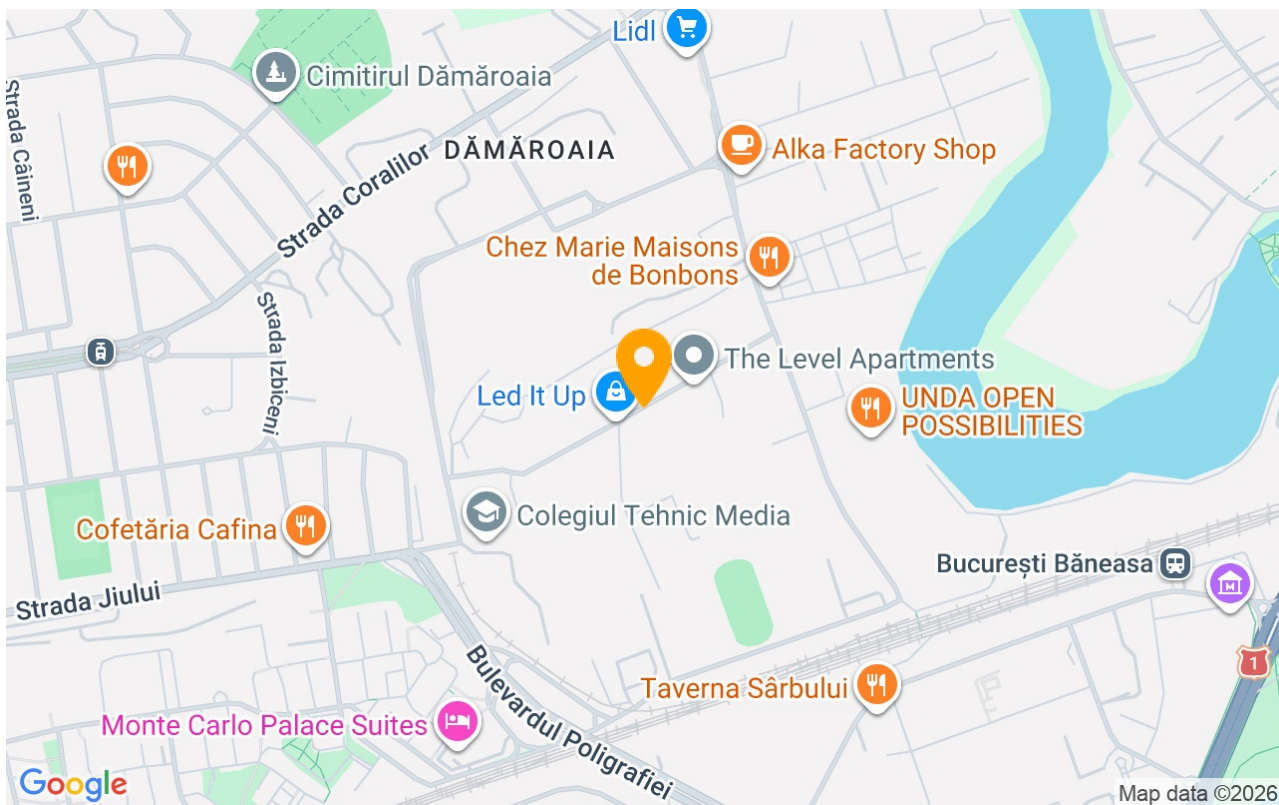 Lidl
Cimitirul Dămăroaia
Strada Câineni
DĂMĂROAIA
Alka Factory Shop
Strada Coralilor
Chez Marie Maisons
de Bonbons
Strada Izbiceni
The Level Apartments
Led It Up
UNDA OPEN
POSSIBILITIES
Colegiul Tehnic Media
Cofetăria Cafina
București Băneasa
M
Strada Jiului
1
Taverna Sârbului
Bulevardul Poligrafiei
Monte Carlo Palace Suites
Google
Map data ©2026